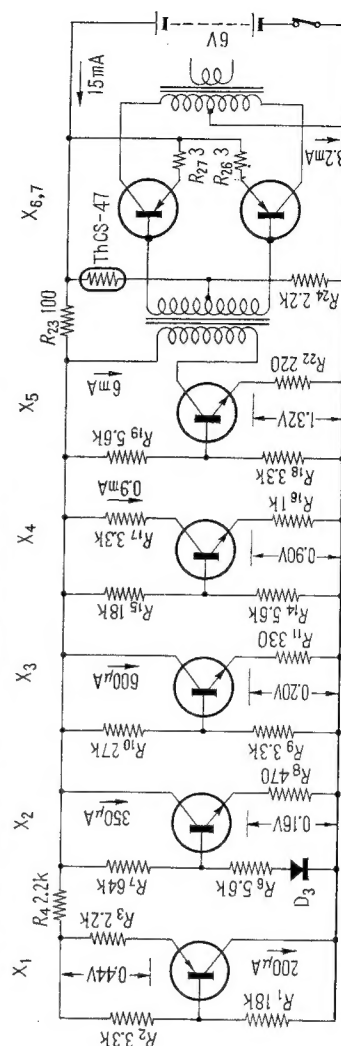 X₁
X₂
X₃
X₄
X₅
X₆,₇
R₂ 3.3k
0.44V
R₃ 2.2k
R₄ 2.2k
R₁ 18k
200μA
R₇ 64k
350μA
R₆ 5.6k
D₃
R₈ 470
0.16V
R₁₀ 27k
600μA
R₉ 3.3k
R₁₁ 330
0.20V
R₁₅ 18k
R₁₇ 3.3k
0.9mA
R₁₄ 5.6k
R₁₆ 1k
0.90V
R₁₉ 5.6k
6mA
R₁₈ 3.3k
R₂₂ 220
1.32V
R₂₃ 100
ThCS-47
R₂₄ 2.2k
R₂₇ 3
R₂₆ 3
15mA
3.2mA
6V